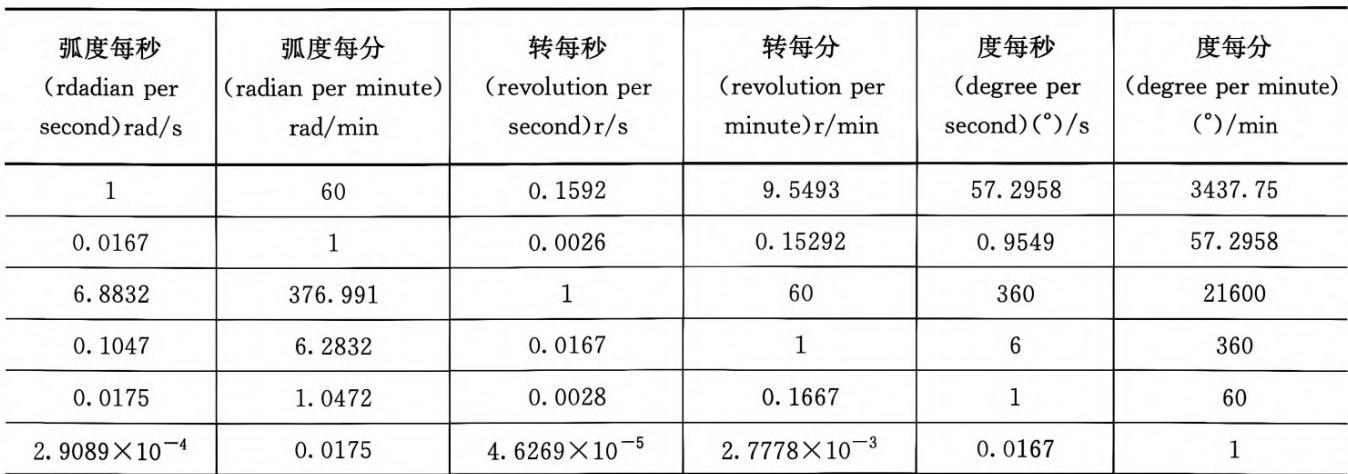 弧度每秒 弧度每分 转每秒 转每分 度每秒 度每分
(rdadian per (radian per minute) (revolution per (revolution per (degree per (degree per minute)
second)rad/s rad/min second)r/s minute)r/min second)(°)/s (°)/min
1 60 0.1592 9.5493 57.2958 3437.75
0.0167 1 0.0026 0.15292 0.9549 57.2958
6.8832 376.991 1 60 360 21600
0.1047 6.2832 0.0167 1 6 360
0.0175 1.0472 0.0028 0.1667 1 60
2.9089×10⁻⁴ 0.0175 4.6269×10⁻⁵ 2.7778×10⁻³ 0.0167 1